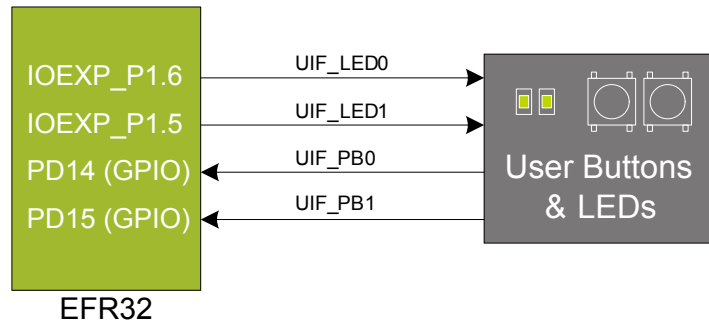 IOEXP_P1.6
IOEXP_P1.5
PD14 (GPIO)
PD15 (GPIO)
EFR32
UIF_LED0
UIF_LED1
UIF_PB0
UIF_PB1
User Buttons
& LEDs